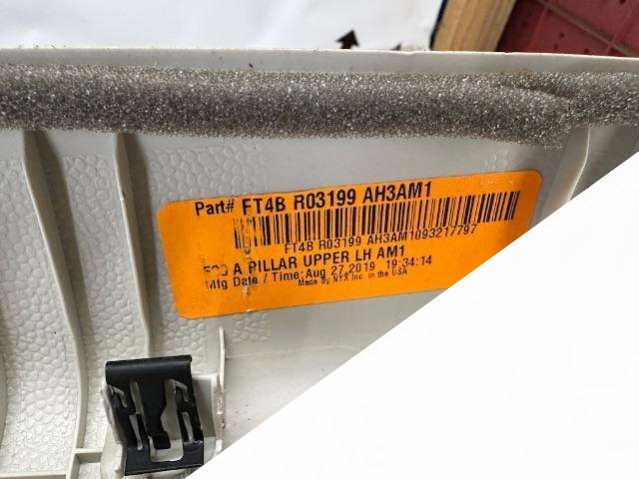 Part# FT4B R03199 AH3AM1
FT4B R03199 AH3AM1093217797
A PILLAR UPPER LH AM1
Mfg Date / Time: Aug 27,2019 19:34:14
Made By NYX Inc. in the USA